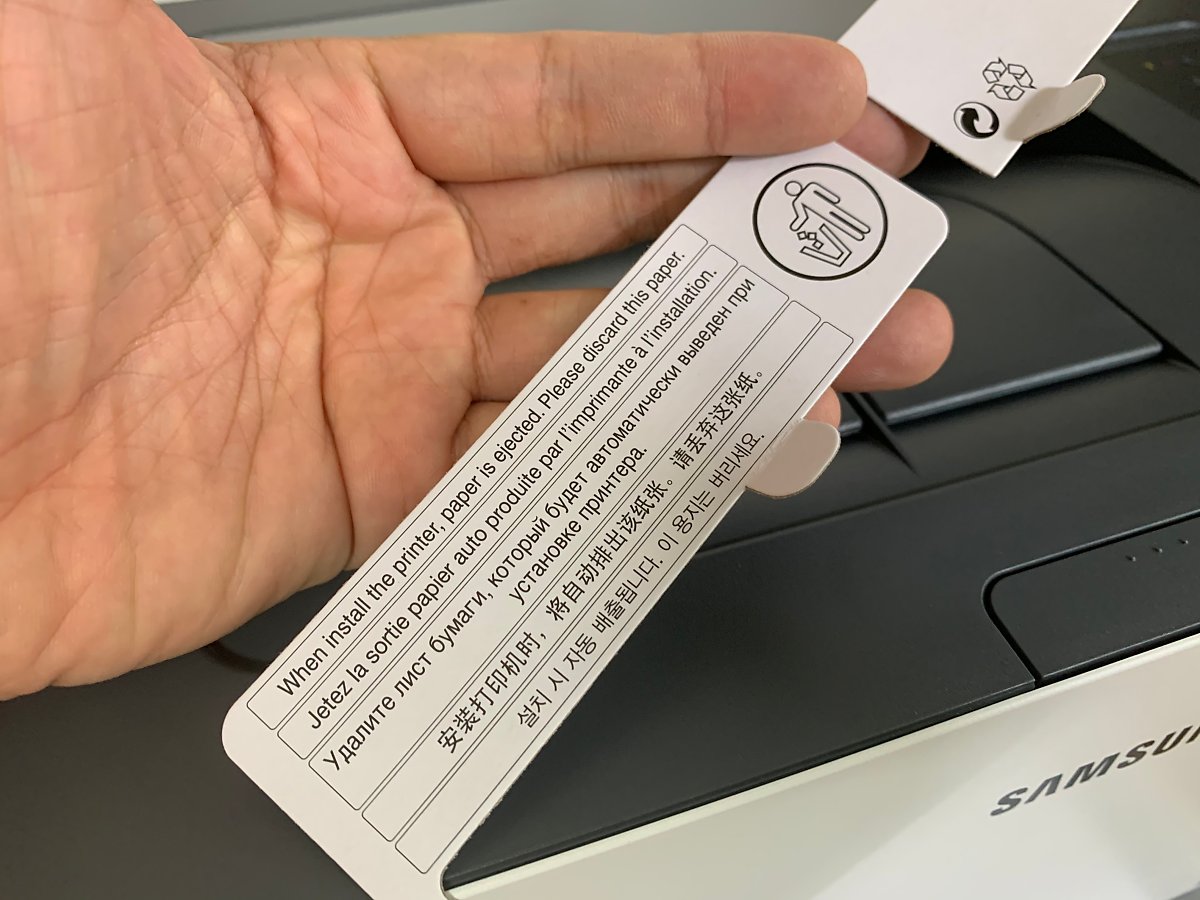 When install the printer, paper is ejected. Please discard this paper.
Jetez la sortie papier auto produite par l'imprimante à l'installation.
Удалите лист бумаги, который будет автоматически выведен при
установке принтера.
安装打印机时，将自动排出该纸张。请丢弃这张纸。
설치 시 자동 배출됩니다. 이 용지는 버리세요.